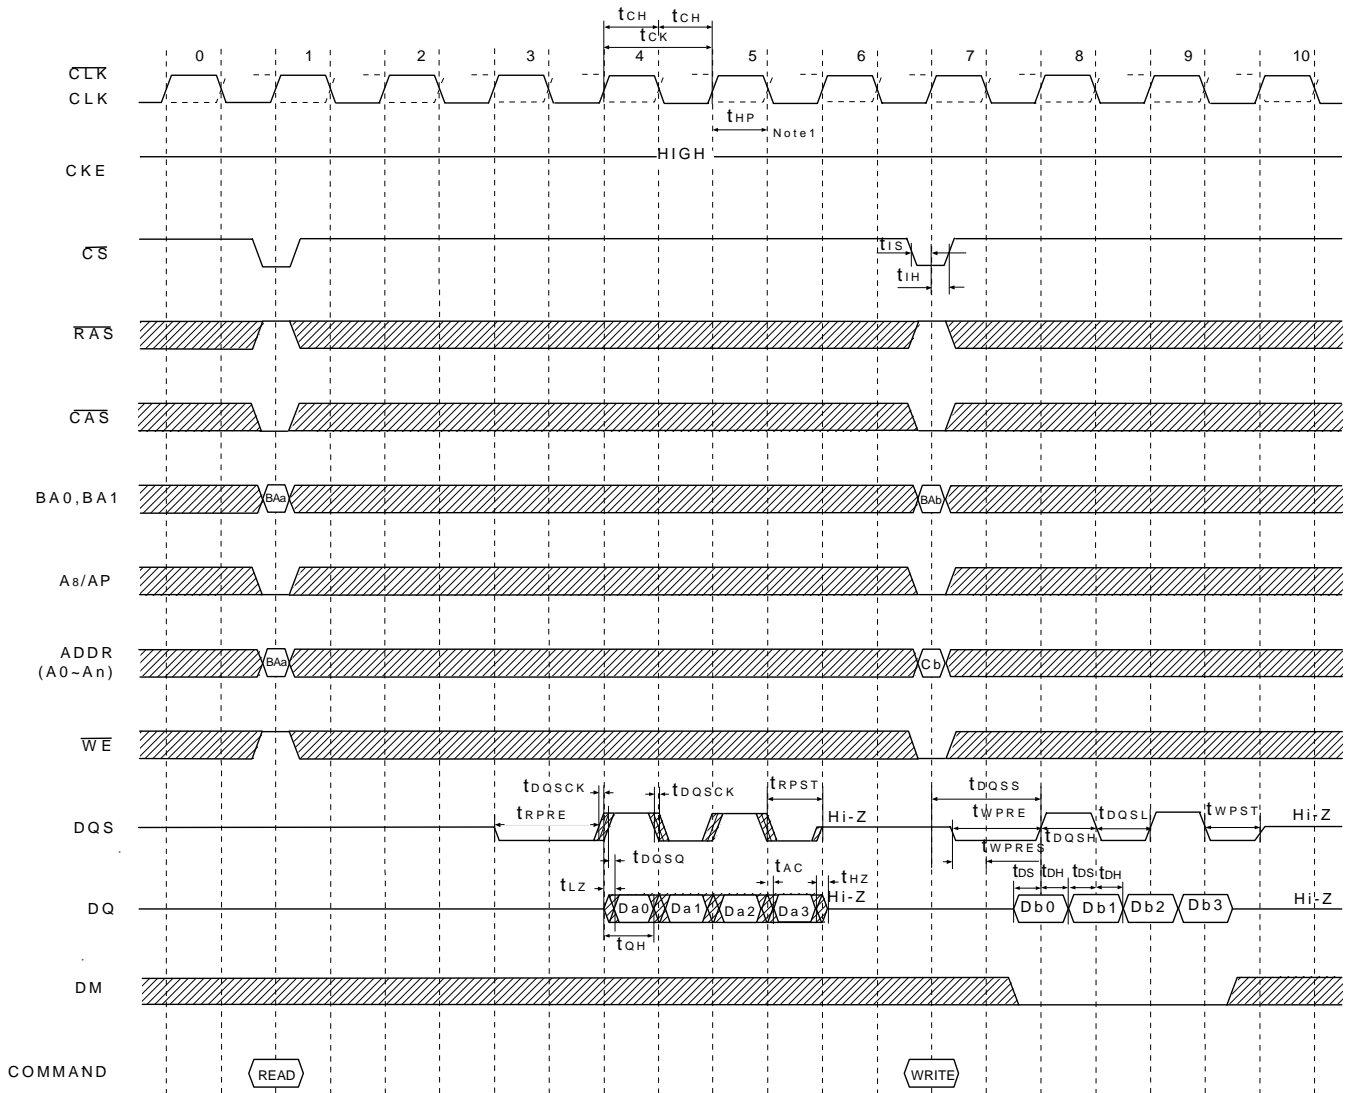 tCH tCH
tCK
0 1 2 3 4 5 6 7 8 9 10
CLK
CLK
tHP Note1
HIGH
CKE
CS
tIS
tIH
RAS
CAS
BA0,BA1 BAa BAb
A8/AP
ADDR
(A0~An) BAa Cb
WE
tDQSCK tDQSCK tRPST tDQSS
tRPRE Hi-Z tWPRE tDQSL tWPST Hi-Z
DQS
tDQSH
tWPRES
tDQSQ
tLZ tAC tHZ tDS tDH tDS tDH
Hi-Z Hi-Z
DQ Da0 Da1 Da2 Da3 Db0 Db1 Db2 Db3
tQH
DM
COMMAND READ WRITE